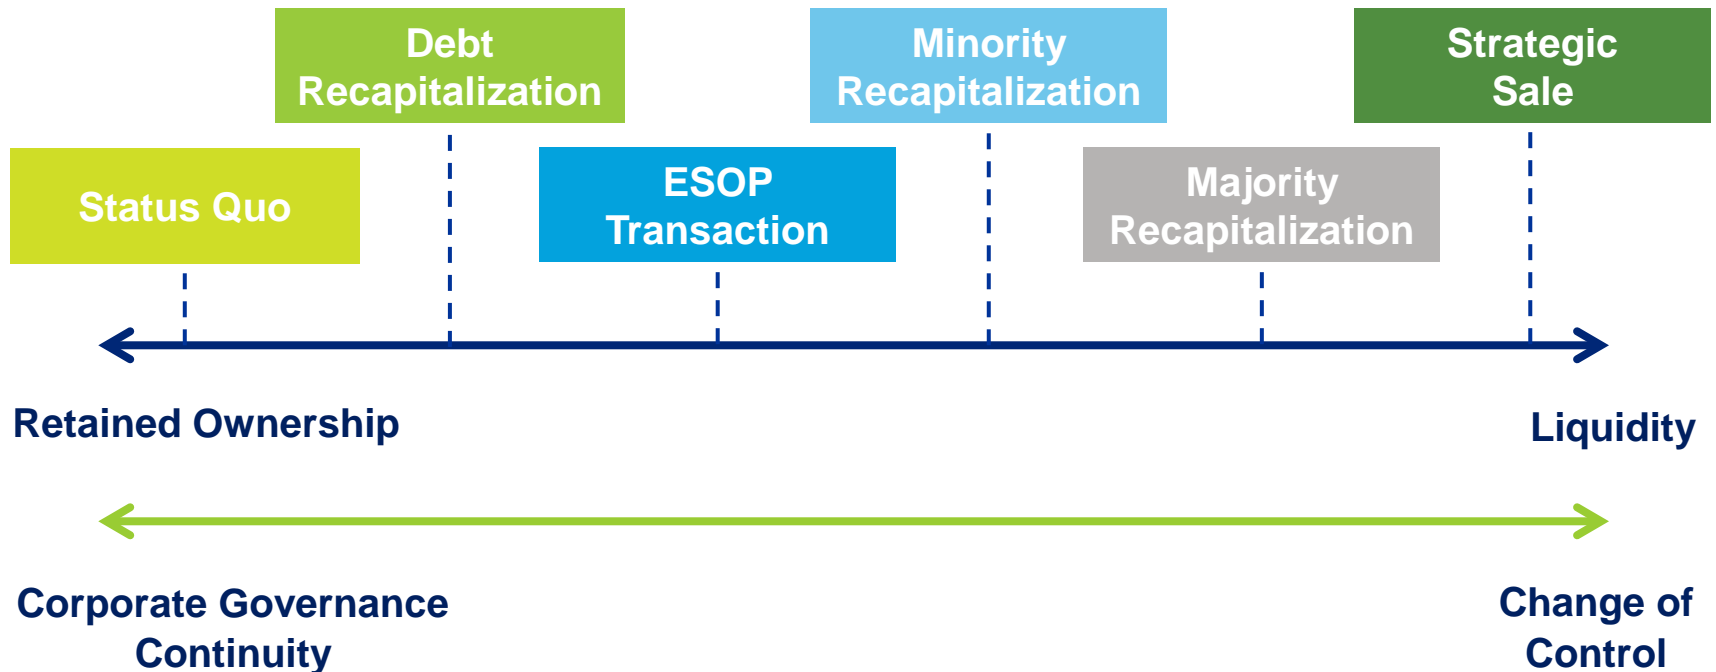 Debt
Recapitalization
Minority
Recapitalization
Strategic
Sale
Status Quo
ESOP
Transaction
Majority
Recapitalization
Retained Ownership
Liquidity
Corporate Governance
Continuity
Change of
Control